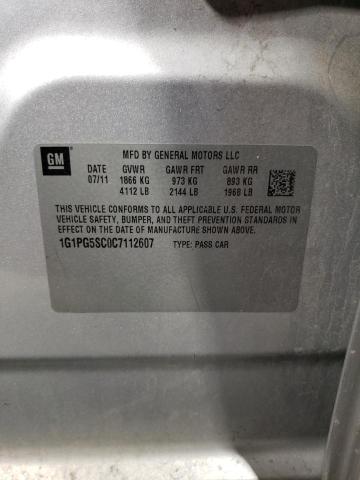 MFD BY GENERAL MOTORS LLC
GM
DATE GVWR GAWR FRT GAWR RR
07/11 1866 KG 973 KG 893 KG
4112 LB 2144 LB 1968 LB
THIS VEHICLE CONFORMS TO ALL APPLICABLE U.S. FEDERAL MOTOR
VEHICLE SAFETY, BUMPER, AND THEFT PREVENTION STANDARDS IN
EFFECT ON THE DATE OF MANUFACTURE SHOWN ABOVE.
1G1PG5SC0C7112607 TYPE: PASS CAR